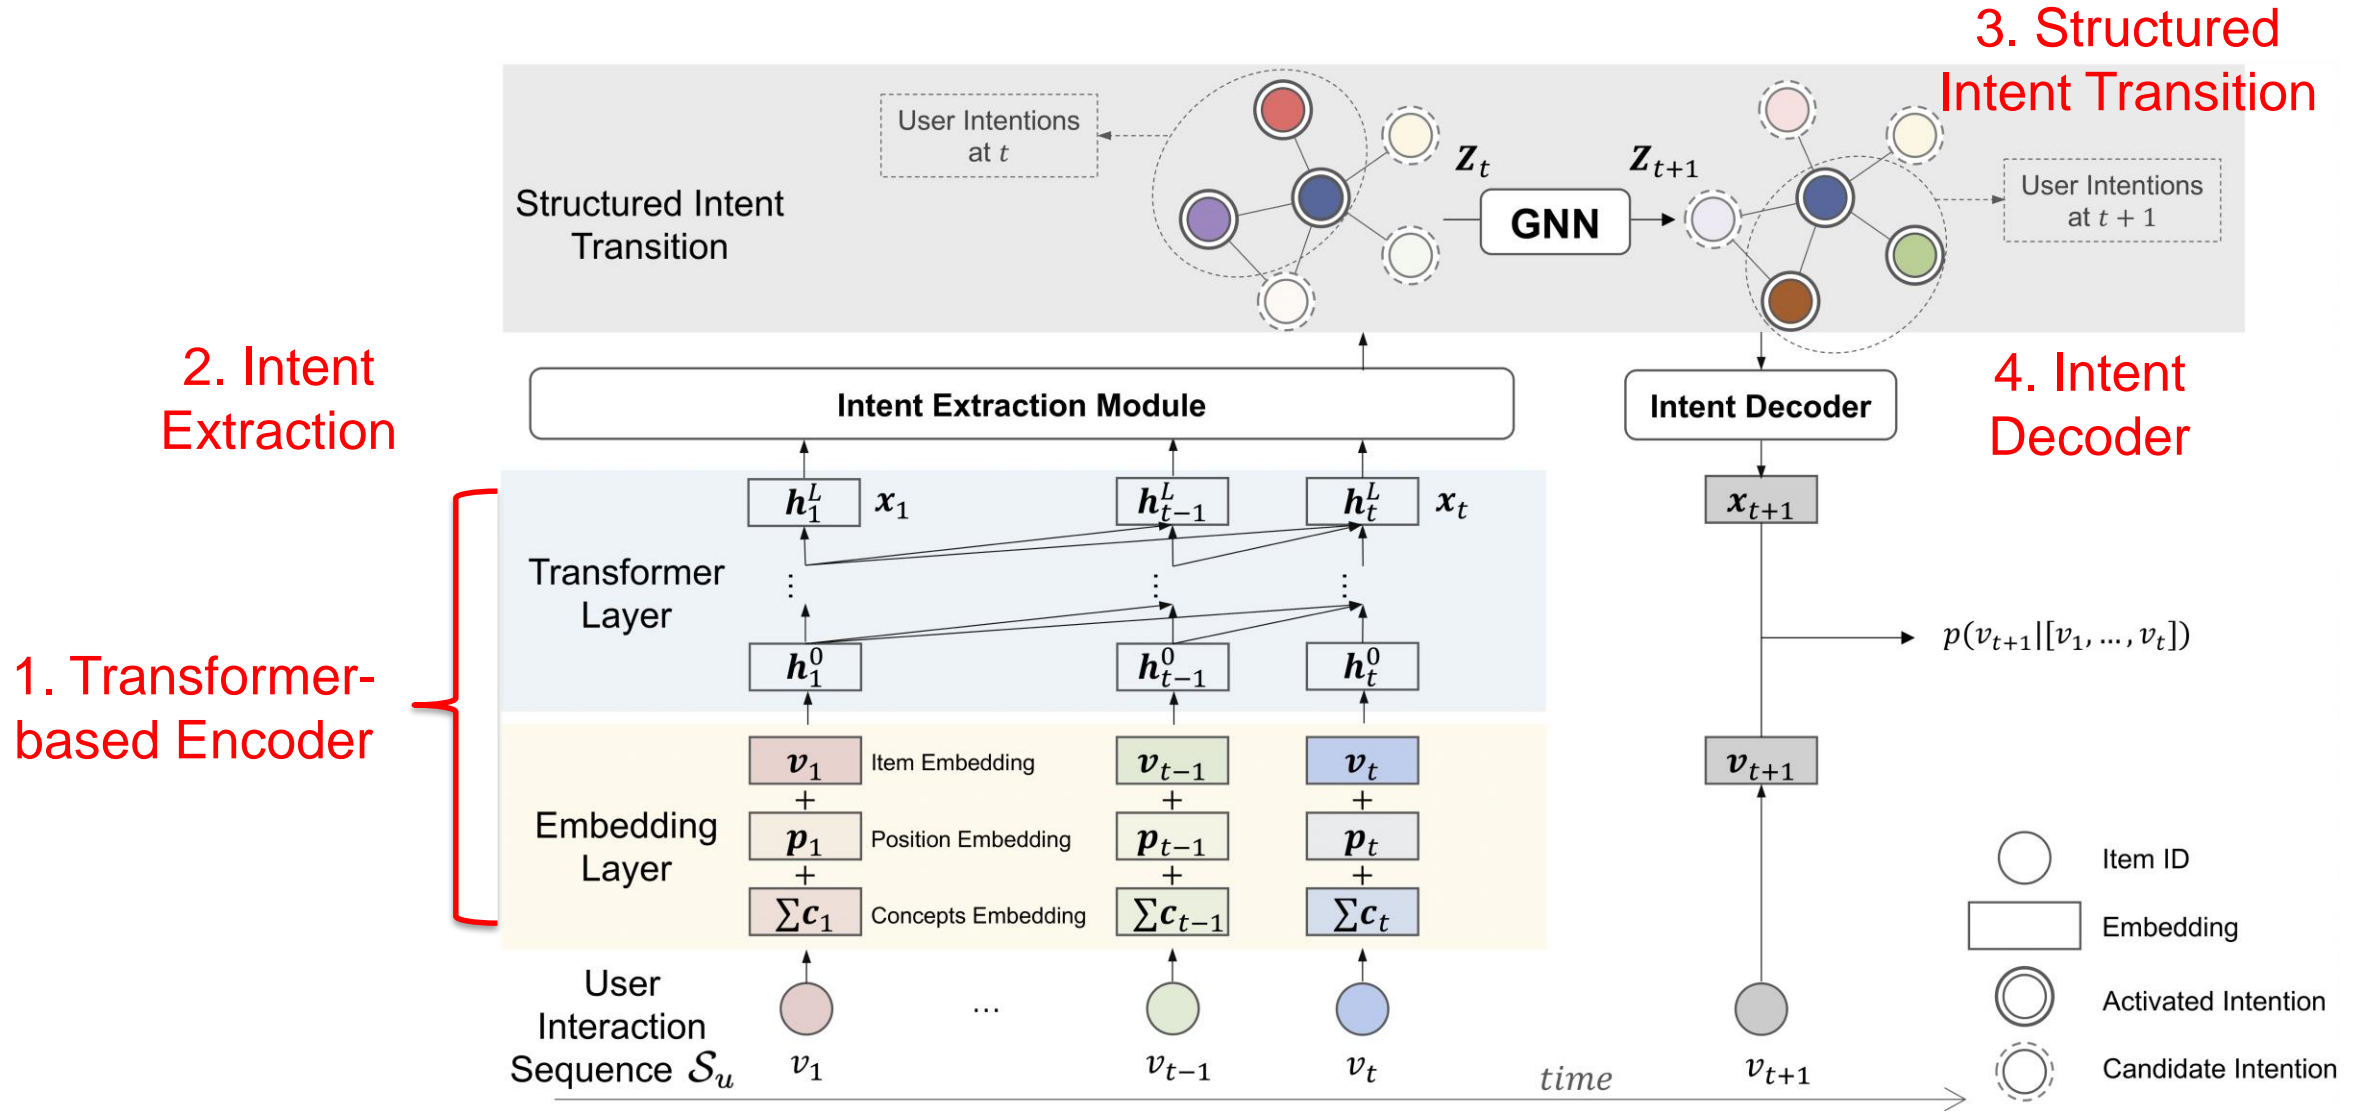 3. Structured
Intent Transition
User Intentions
at t
Z_t
GNN
Z_{t+1}
User Intentions
at t + 1
Structured Intent
Transition
2. Intent
Extraction
Intent Extraction Module
Intent Decoder
4. Intent
Decoder
h_1^L x_1
h_{t-1}^L
h_t^L x_t
x_{t+1}
Transformer
Layer
⋮ ⋮ ⋮
h_1^0
h_{t-1}^0
h_t^0
p(v_{t+1}|[v_1, ..., v_t])
1. Transformer-
based Encoder
v_1 Item Embedding
v_{t-1}
v_t
v_{t+1}
+ + +
Embedding
Layer
p_1 Position Embedding
p_{t-1}
p_t
+ + +
∑c_1 Concepts Embedding
∑c_{t-1}
∑c_t
Item ID
Embedding
Activated Intention
Candidate Intention
User
Interaction
Sequence 𝒮_u
...
v_1
v_{t-1}
v_t
time
v_{t+1}